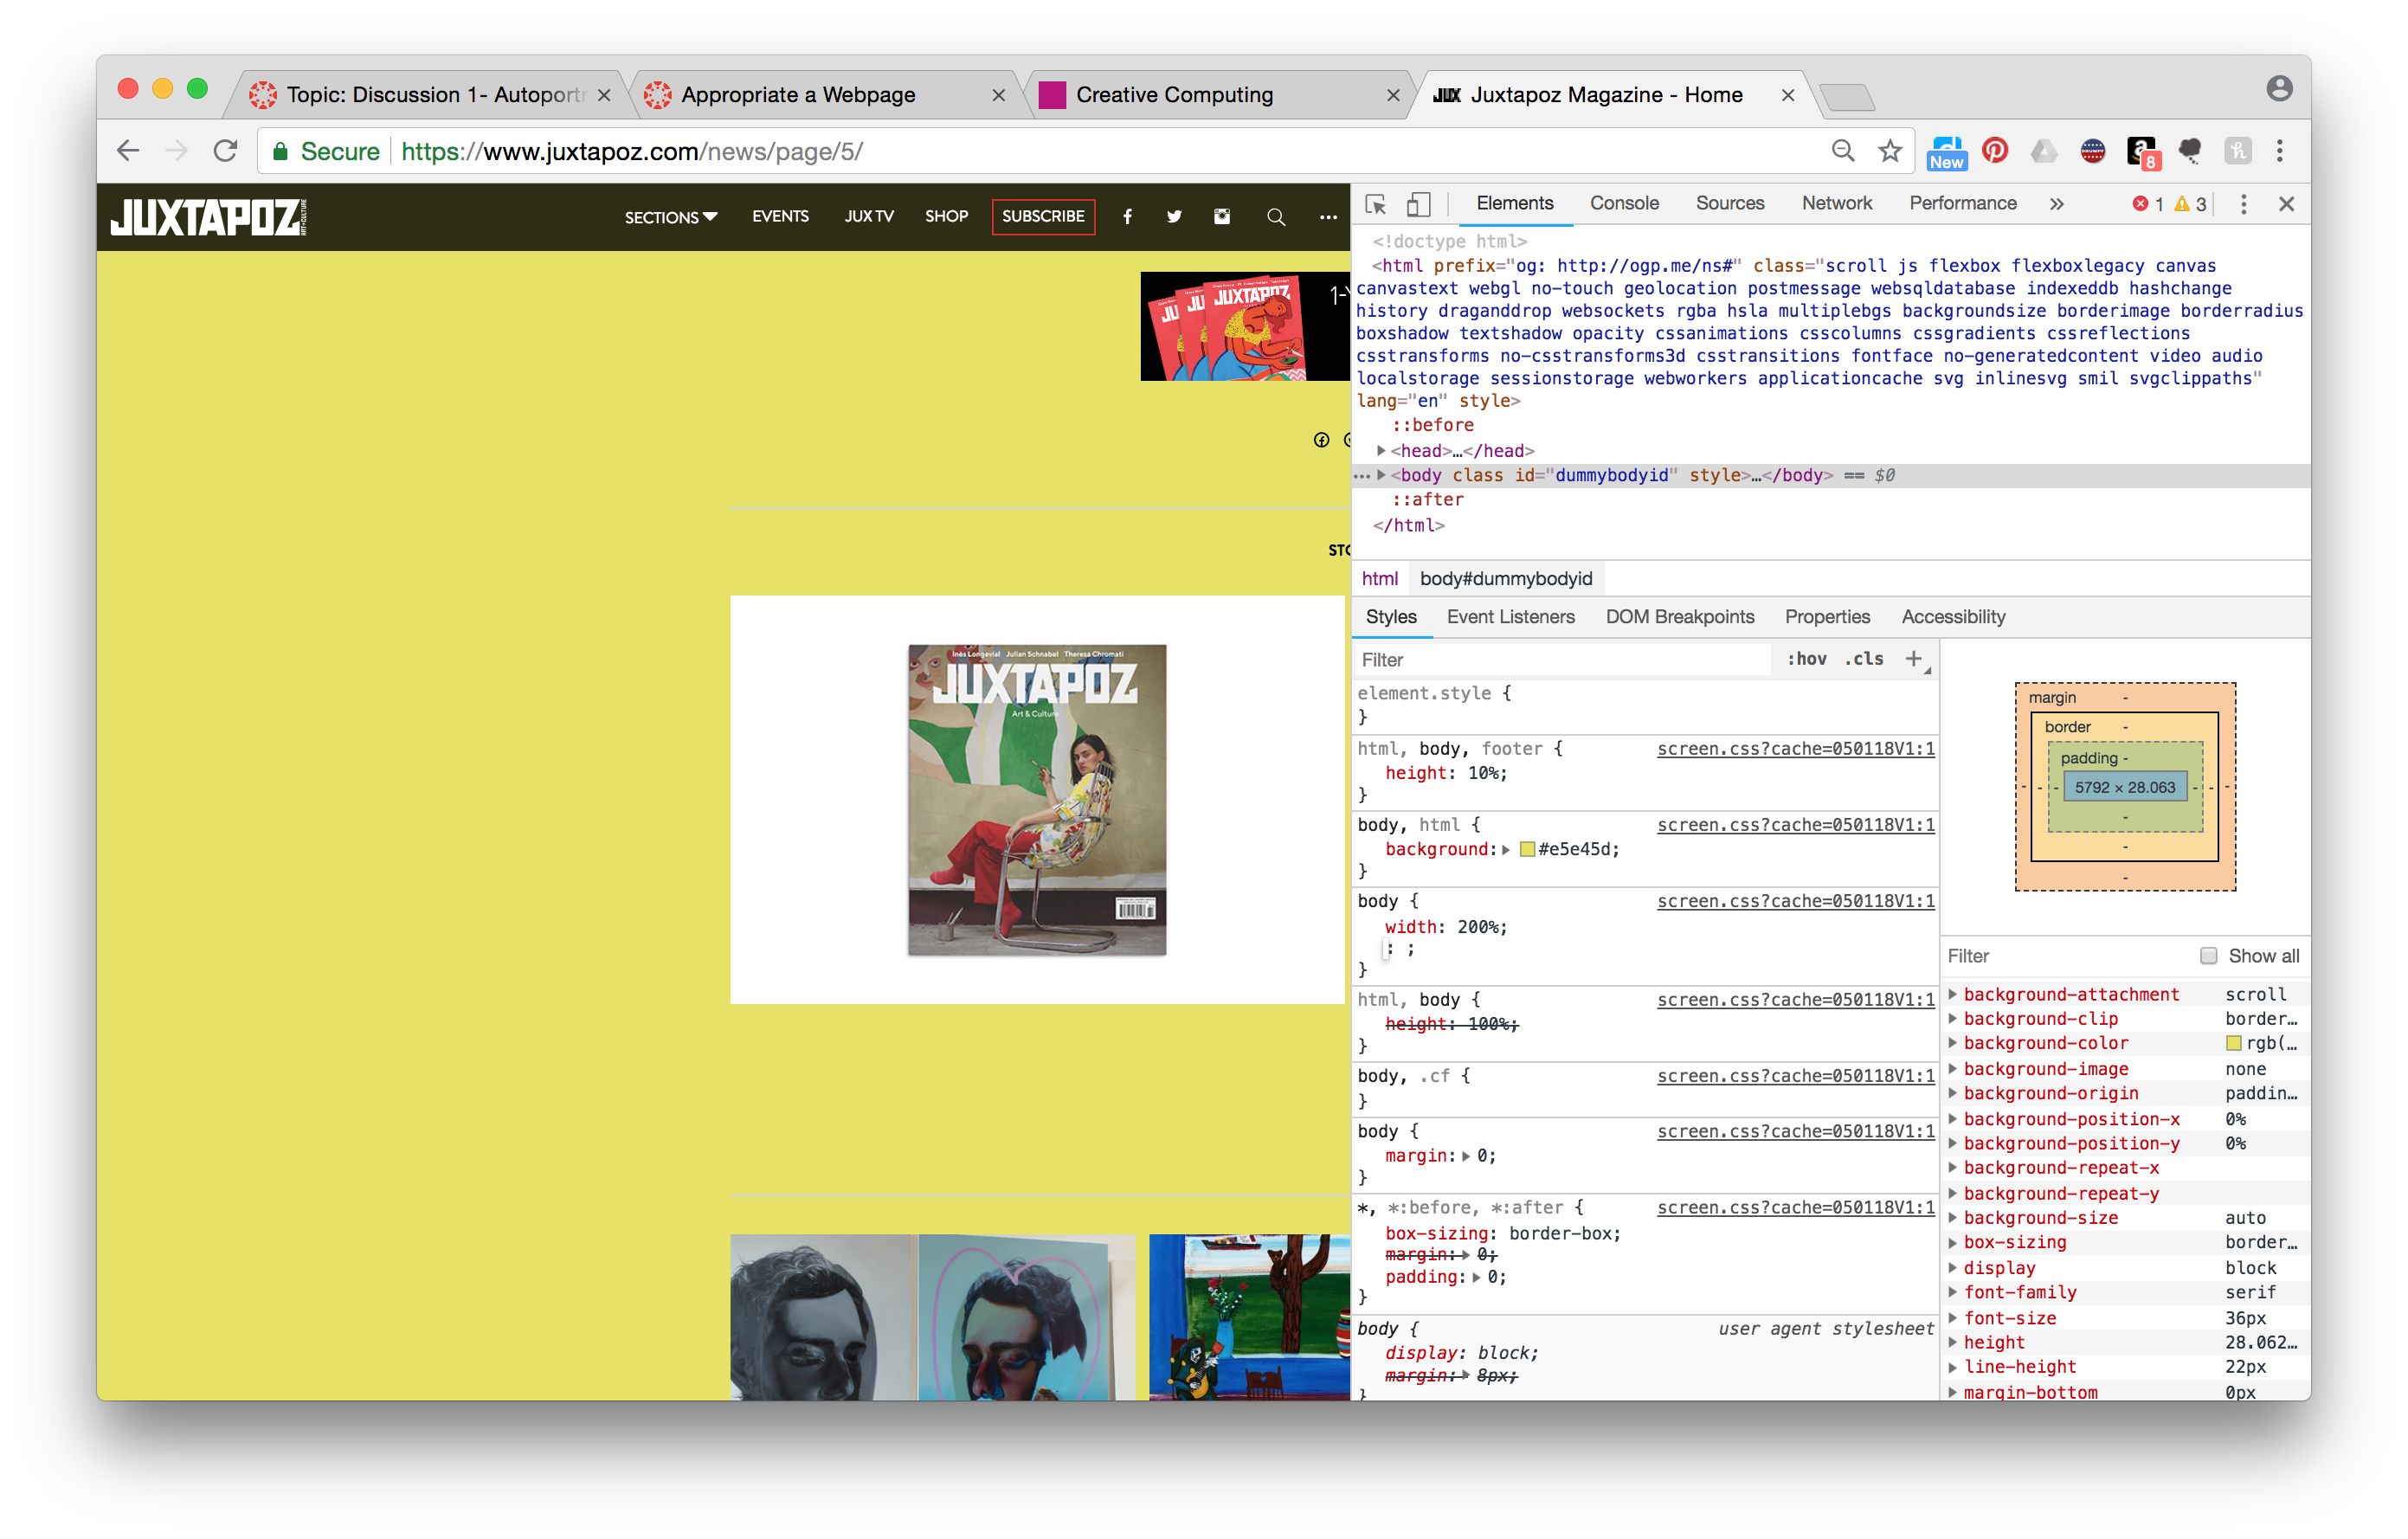 Topic: Discussion 1- Autoportr
Appropriate a Webpage
Creative Computing
JUX Juxtapoz Magazine - Home
Secure https://www.juxtapoz.com/news/page/5/
New
8
JUXTAPOZ
SECTIONS EVENTS JUX TV SHOP SUBSCRIBE
JUXTAPOZ
1-Y
STO
Inès Longevial Julian Schnabel Theresa Chromati
JUXTAPOZ
Art & Culture
Elements Console Sources Network Performance » 1 3
<!doctype html>
<html prefix="og: http://ogp.me/ns#" class="scroll js flexbox flexboxlegacy canvas
canvastext webgl no-touch geolocation postmessage websqldatabase indexeddb hashchange
history draganddrop websockets rgba hsla multiplebgs backgroundsize borderimage borderradius
boxshadow textshadow opacity cssanimations csscolumns cssgradients cssreflections
csstransforms no-csstransforms3d csstransitions fontface no-generatedcontent video audio
localstorage sessionstorage webworkers applicationcache svg inlinesvg smil svgclippaths"
lang="en" style>
::before
<head>…</head>
<body class id="dummybodyid" style>…</body> == $0
::after
</html>
html body#dummybodyid
Styles Event Listeners DOM Breakpoints Properties Accessibility
Filter :hov .cls +
element.style {
}
html, body, footer { screen.css?cache=050118V1:1
height: 10%;
}
body, html { screen.css?cache=050118V1:1
background: #e5e45d;
}
body { screen.css?cache=050118V1:1
width: 200%;
: ;
}
html, body { screen.css?cache=050118V1:1
height: 100%;
}
body, .cf { screen.css?cache=050118V1:1
}
body { screen.css?cache=050118V1:1
margin: 0;
}
*, *:before, *:after { screen.css?cache=050118V1:1
box-sizing: border-box;
margin: 0;
padding: 0;
}
body { user agent stylesheet
display: block;
margin: 8px;
}
margin -
border -
padding -
- - - 5792 × 28.063 - - -
-
-
-
Filter Show all
background-attachment scroll
background-clip border…
background-color rgb(…
background-image none
background-origin paddin…
background-position-x 0%
background-position-y 0%
background-repeat-x
background-repeat-y
background-size auto
box-sizing border…
display block
font-family serif
font-size 36px
height 28.062…
line-height 22px
margin-bottom 0px